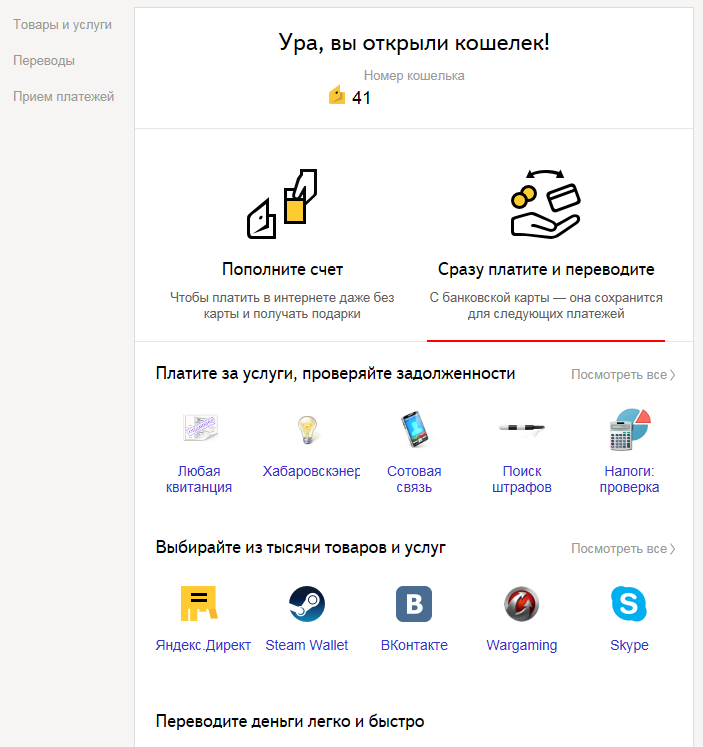 Товары и услуги
Переводы
Прием платежей
Ура, вы открыли кошелек!
Номер кошелька
41
Пополните счет
Чтобы платить в интернете даже без
карты и получать подарки
Сразу платите и переводите
С банковской карты — она сохранится
для следующих платежей
Платите за услуги, проверяйте задолженности
Посмотреть все
Любая
квитанция
Хабаровскэнер
Сотовая
связь
Поиск
штрафов
Налоги:
проверка
Выбирайте из тысячи товаров и услуг
Посмотреть все
Яндекс.Директ
Steam Wallet
ВКонтакте
Wargaming
Skype
Переводите деньги легко и быстро